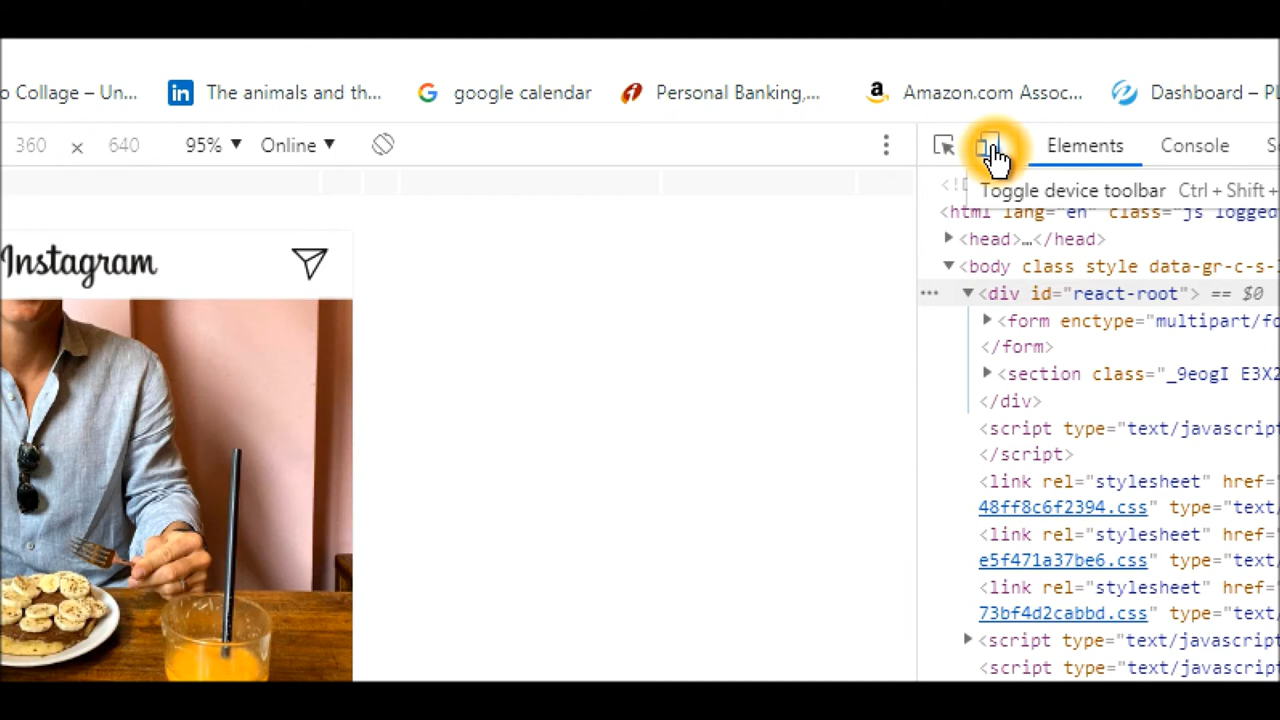 o Collage – Un... The animals and th... google calendar Personal Banking,... Amazon.com Assoc... Dashboard – PL
360 × 640 95% Online Elements Console S
Toggle device toolbar Ctrl + Shift +
<html lang="en" class="js logged
<head>…</head>
Instagram
<body class style data-gr-c-s-
<div id="react-root"> == $0
<form enctype="multipart/fo
</form>
<section class="_9eogI E3X2
</div>
<script type="text/javascript
</script>
<link rel="stylesheet" href="
48ff8c6f2394.css" type="text/
<link rel="stylesheet" href="
e5f471a37be6.css" type="text/
<link rel="stylesheet" href="
73bf4d2cabbd.css" type="text/
<script type="text/javascript
<script type="text/javascript